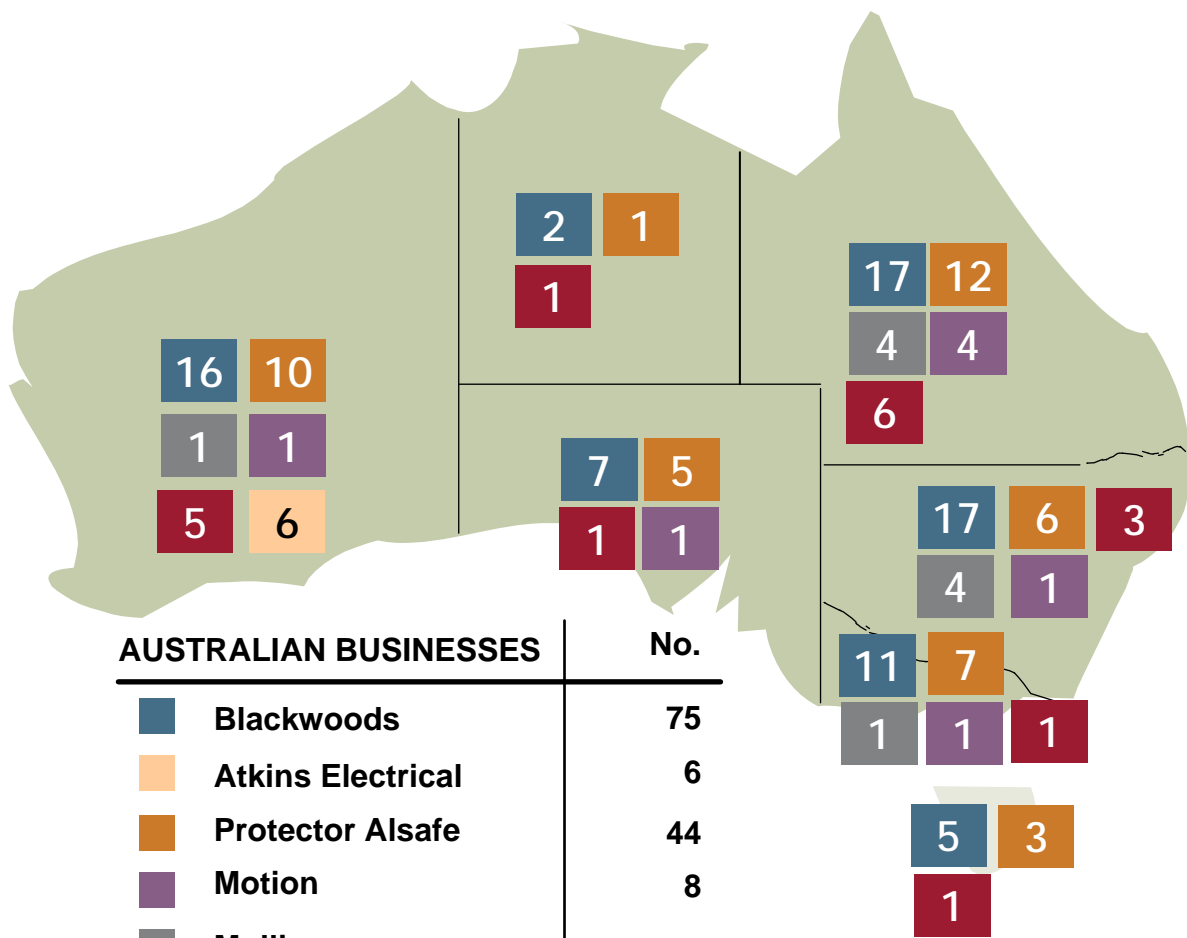 2 1
1
17 12
4 4
6
16 10
1 1
5 6
7 5
1 1
17 6 3
4 1
11 7
1 1 1
5 3
1
AUSTRALIAN BUSINESSES No.
Blackwoods 75
Atkins Electrical 6
Protector Alsafe 44
Motion 8